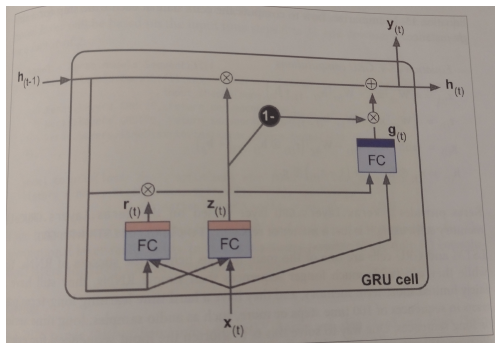 y(t)
h(t-1)
h(t)
1-
g(t)
FC
r(t)
z(t)
FC
FC
GRU cell
x(t)